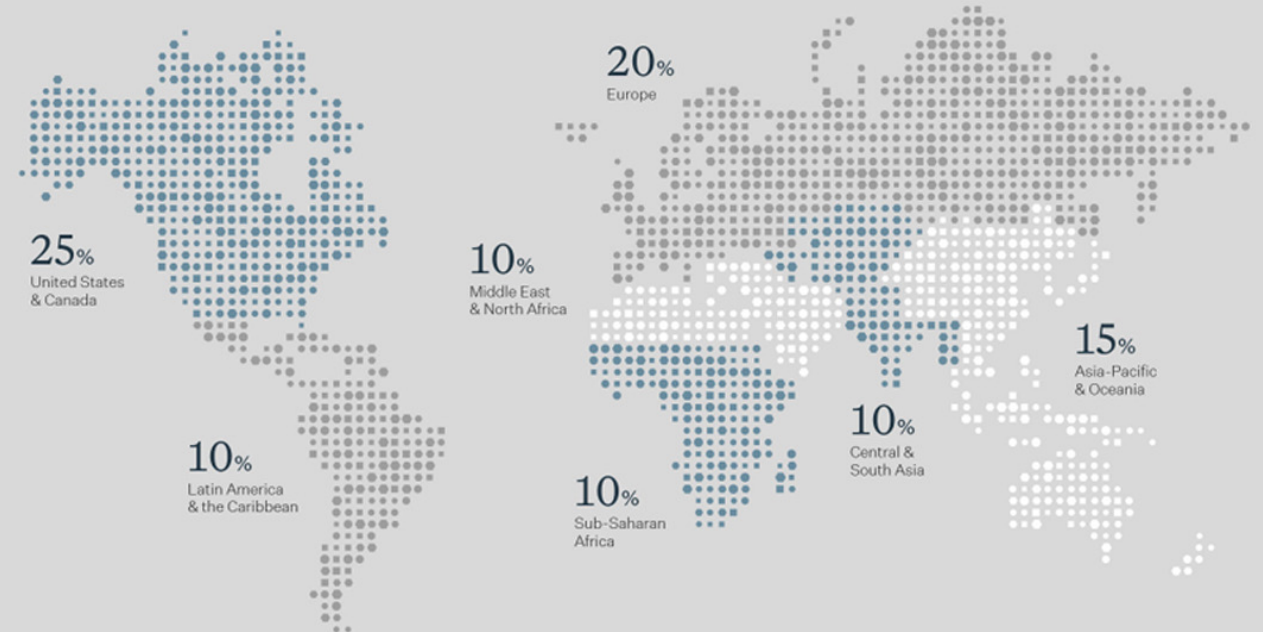 20%
Europe
25%
United States
& Canada
10%
Middle East
& North Africa
15%
Asia-Pacific
& Oceania
10%
Central &
South Asia
10%
Latin America
& the Caribbean
10%
Sub-Saharan
Africa